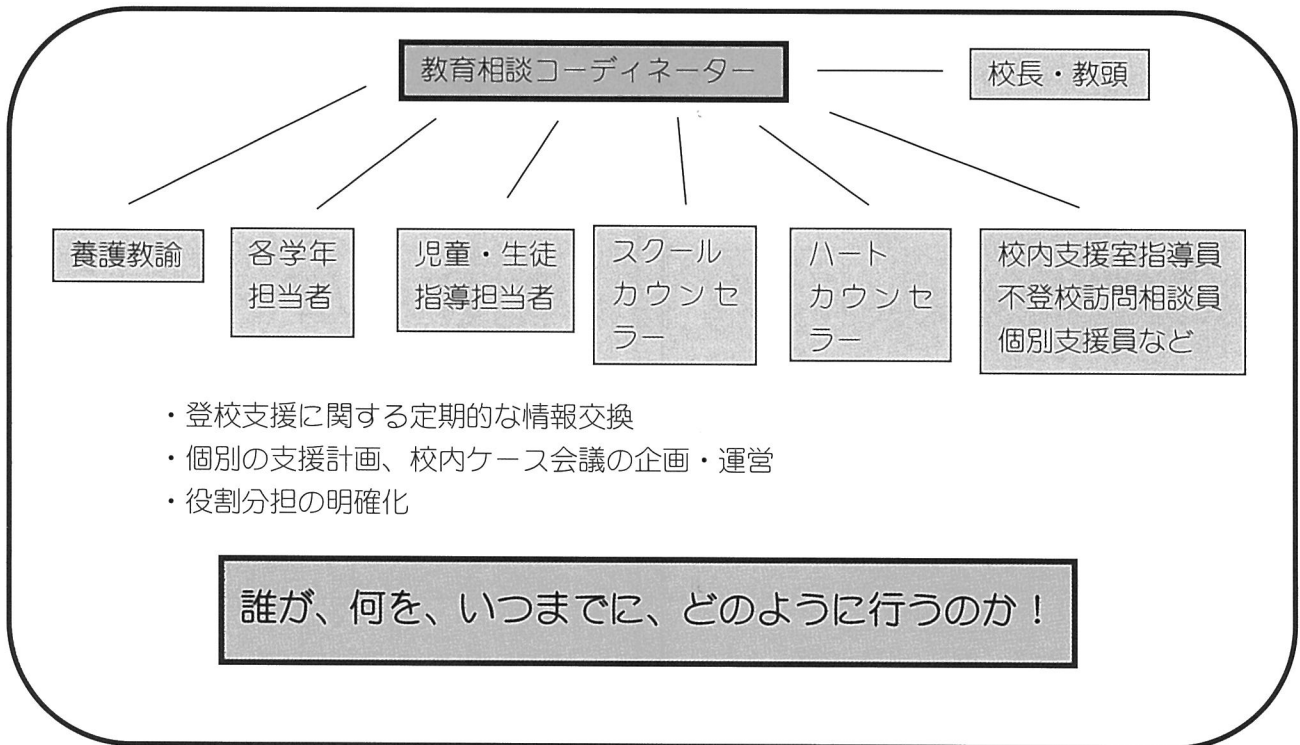 教育相談コーディネーター
校長・教頭
養護教諭
各学年
担当者
児童・生徒
指導担当者
スクール
カウンセ
ラー
ハート
カウンセ
ラー
校内支援室指導員
不登校訪問相談員
個別支援員など
・登校支援に関する定期的な情報交換
・個別の支援計画、校内ケース会議の企画・運営
・役割分担の明確化
誰が、何を、いつまでに、どのように行うのか！